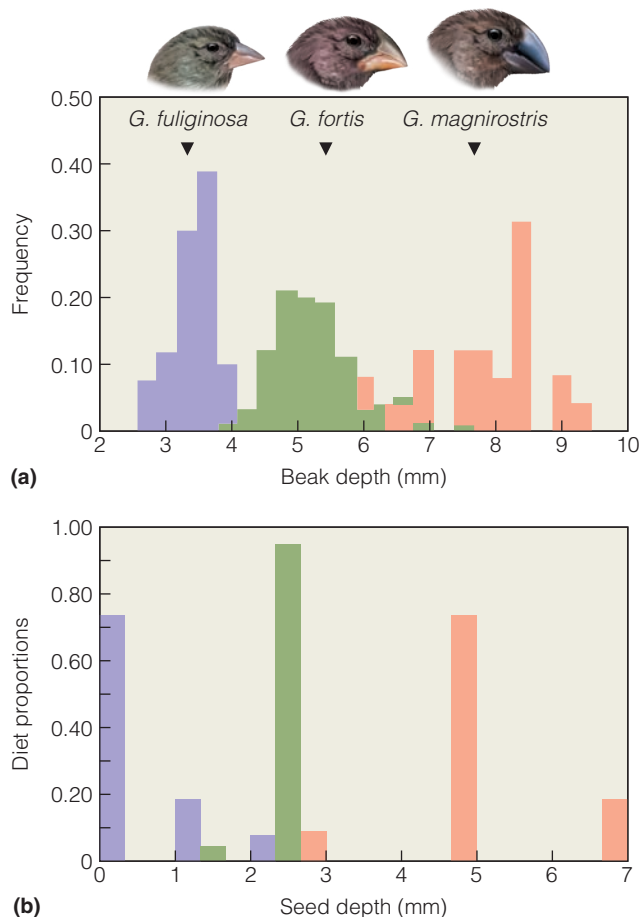 0.50
G. fuliginosa G. fortis G. magnirostris
0.40
0.30
0.20
0.10
0
Frequency
2 3 4 5 6 7 8 9 10
(a) Beak depth (mm)
1.00
0.80
0.60
0.40
0.20
0
Diet proportions
0 1 2 3 4 5 6 7
(b) Seed depth (mm)